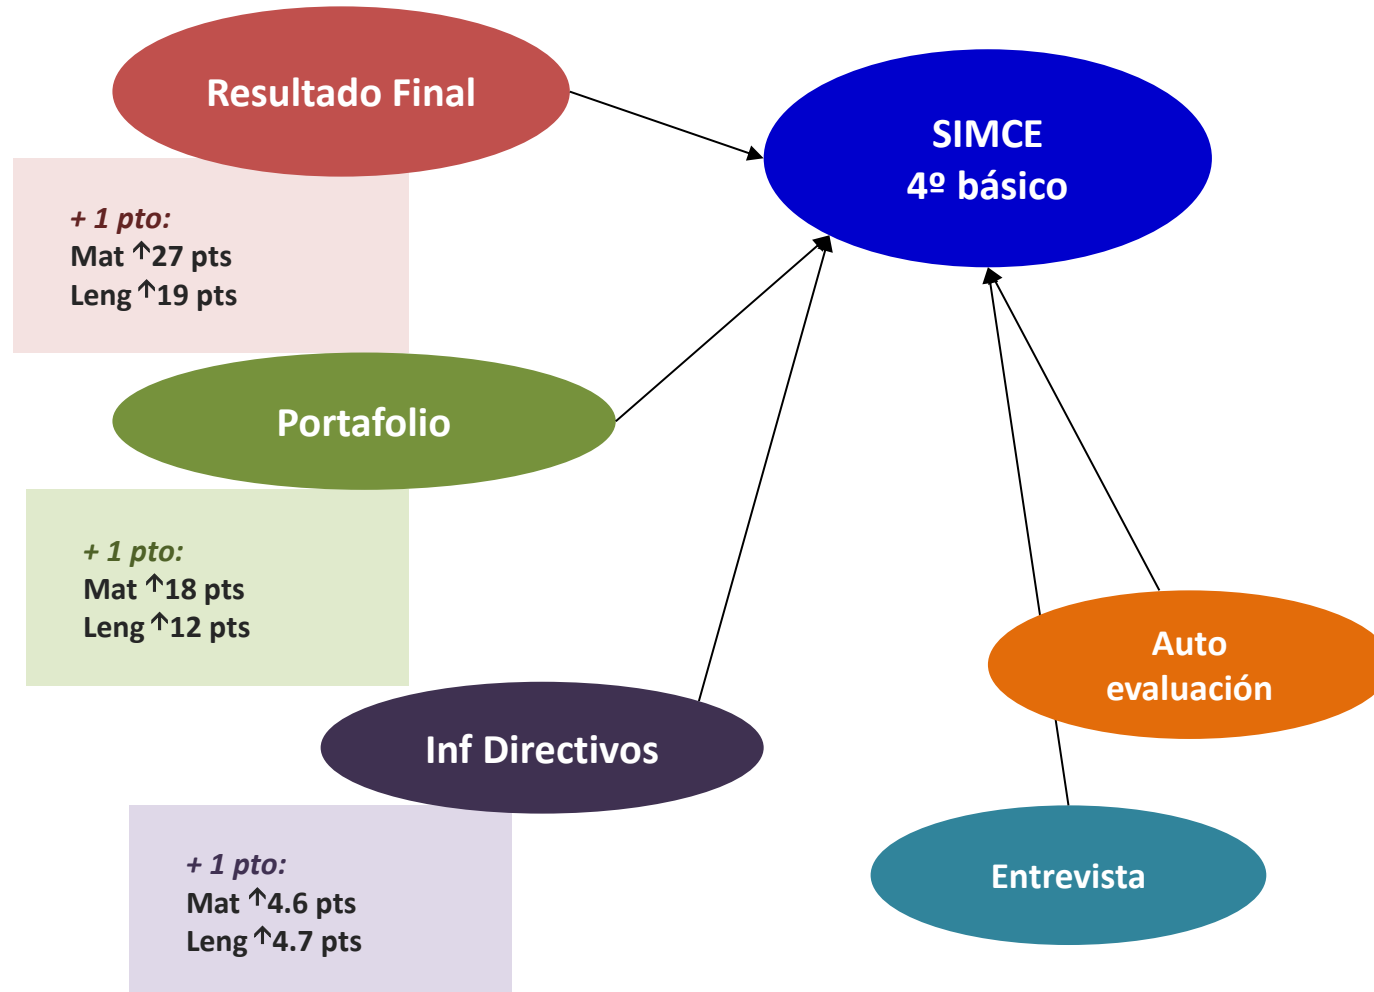 Resultado Final
SIMCE
4º básico
+ 1 pto:
Mat ↑27 pts
Leng ↑19 pts
Portafolio
+ 1 pto:
Mat ↑18 pts
Leng ↑12 pts
Auto
evaluación
Inf Directivos
+ 1 pto:
Mat ↑4.6 pts
Leng ↑4.7 pts
Entrevista